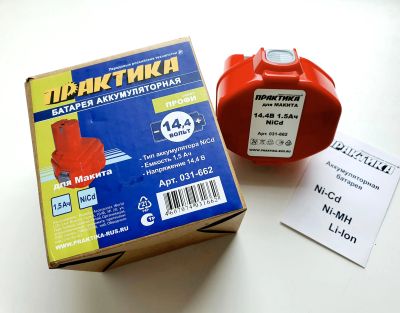 ПРАКТИКА
БАТАРЕЯ АККУМУЛЯТОРНАЯ
ПРОФИ
14,4
ВОЛЬТ
- Тип аккумулятора NiCd
- Емкость 1,5 Ач
- Напряжение 14,4 В
для Макита
Арт. 031-662
1,5Ач
NiCd
WWW.PRAKTIKA-RUS.RU
ПРАКТИКА
для МАКИТА
14.4В 1.5Ач
NiCd
Арт. 031-662
ПРАКТИКА
Аккумуляторная
батарея
Ni-Cd
Ni-MH
Li-Ion